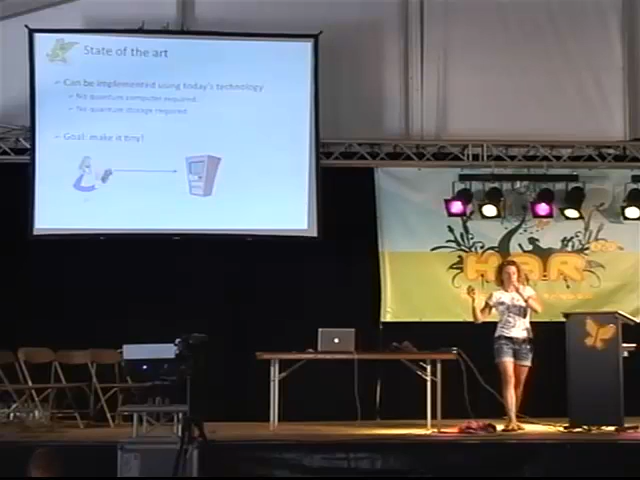 State of the art
Can be implemented using today's technology
No quantum computer required.
No quantum storage required
Goal: make it tiny!
HAR